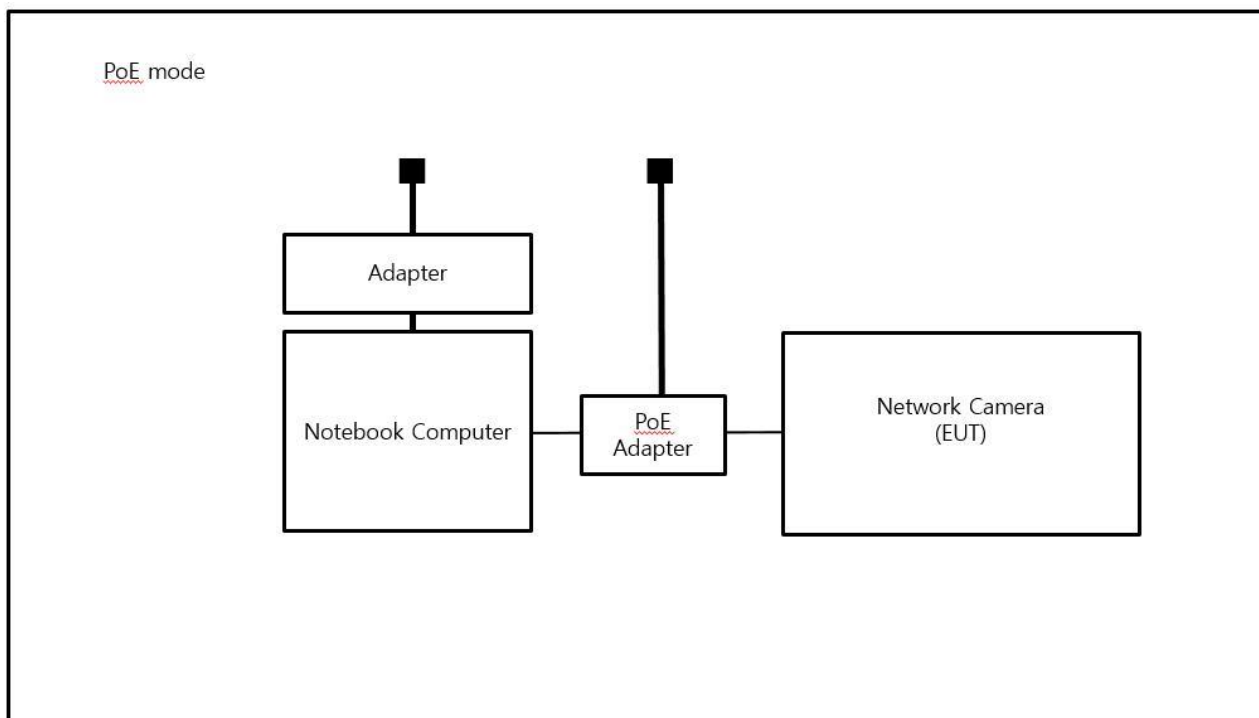 PoE mode
Adapter
Notebook Computer
PoE
Adapter
Network Camera
(EUT)